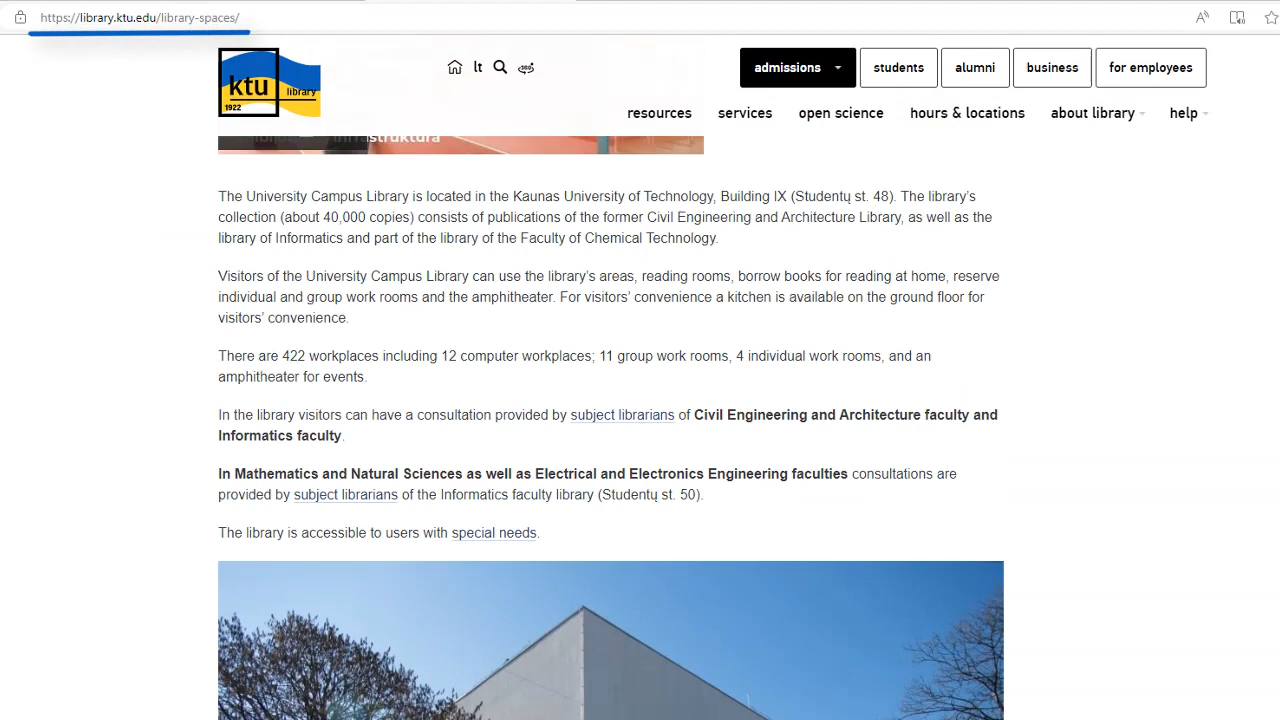 https://library.ktu.edu/library-spaces/
ktu
library
1922
lt
360°
admissions
students
alumni
business
for employees
resources
services
open science
hours & locations
about library
help
infrastruktūra
The University Campus Library is located in the Kaunas University of Technology, Building IX (Studentų st. 48). The library’s
collection (about 40,000 copies) consists of publications of the former Civil Engineering and Architecture Library, as well as the
library of Informatics and part of the library of the Faculty of Chemical Technology.
Visitors of the University Campus Library can use the library’s areas, reading rooms, borrow books for reading at home, reserve
individual and group work rooms and the amphitheater. For visitors’ convenience a kitchen is available on the ground floor for
visitors’ convenience.
There are 422 workplaces including 12 computer workplaces; 11 group work rooms, 4 individual work rooms, and an
amphitheater for events.
In the library visitors can have a consultation provided by subject librarians of Civil Engineering and Architecture faculty and
Informatics faculty.
In Mathematics and Natural Sciences as well as Electrical and Electronics Engineering faculties consultations are
provided by subject librarians of the Informatics faculty library (Studentų st. 50).
The library is accessible to users with special needs.